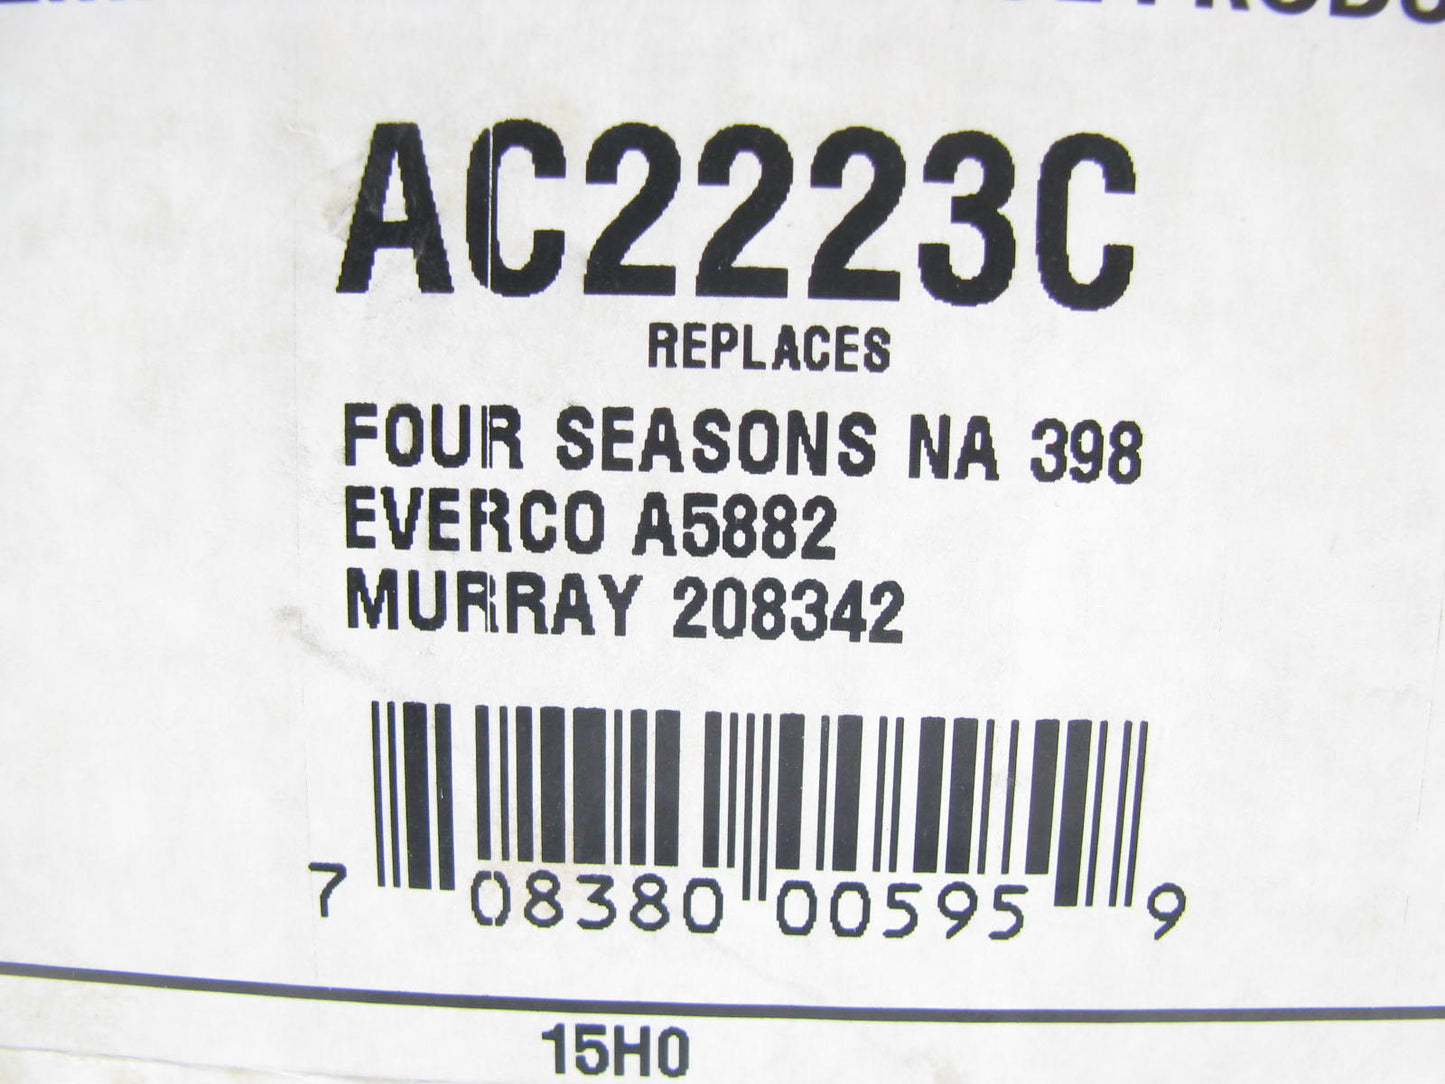 AC2223C
REPLACES
FOUR SEASONS NA 398
EVERCO A5882
MURRAY 208342
7 08380 00595 9
15H0